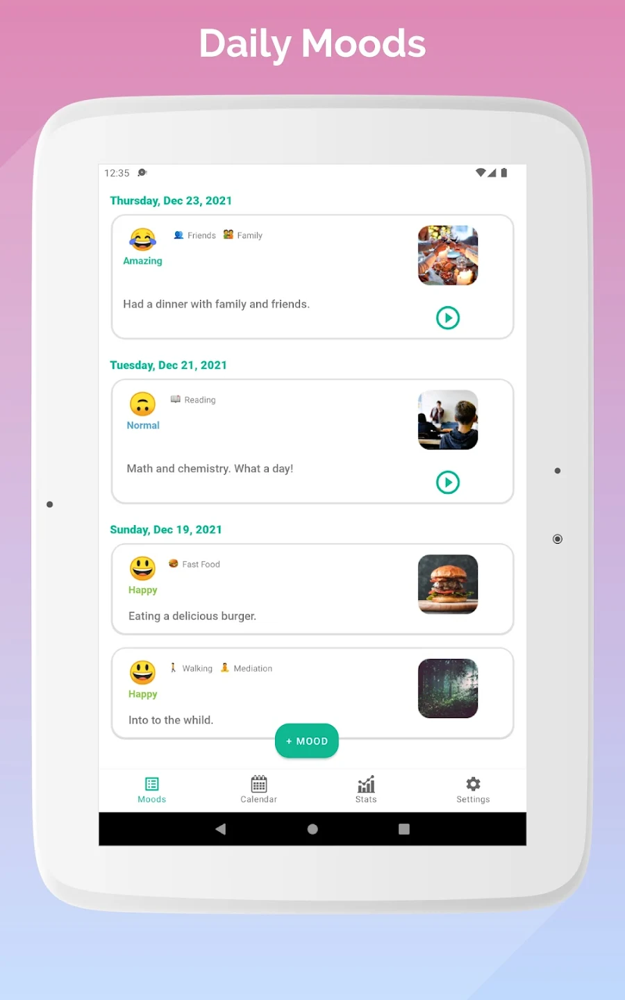 Daily Moods
12:35
Thursday, Dec 23, 2021
Friends Family
Amazing
Had a dinner with family and friends.
Tuesday, Dec 21, 2021
Reading
Normal
Math and chemistry. What a day!
Sunday, Dec 19, 2021
Fast Food
Happy
Eating a delicious burger.
Walking Mediation
Happy
Into to the whild.
+ MOOD
Moods Calendar Stats Settings